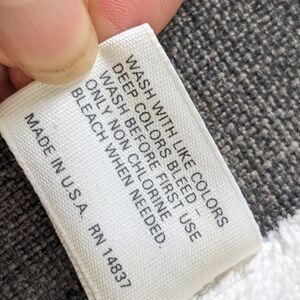 WASH WITH LIKE COLORS
DEEP COLORS BLEED -
WASH BEFORE FIRST USE
ONLY NON CHLORINE
BLEACH WHEN NEEDED.
MADE IN U.S.A. RN 14837